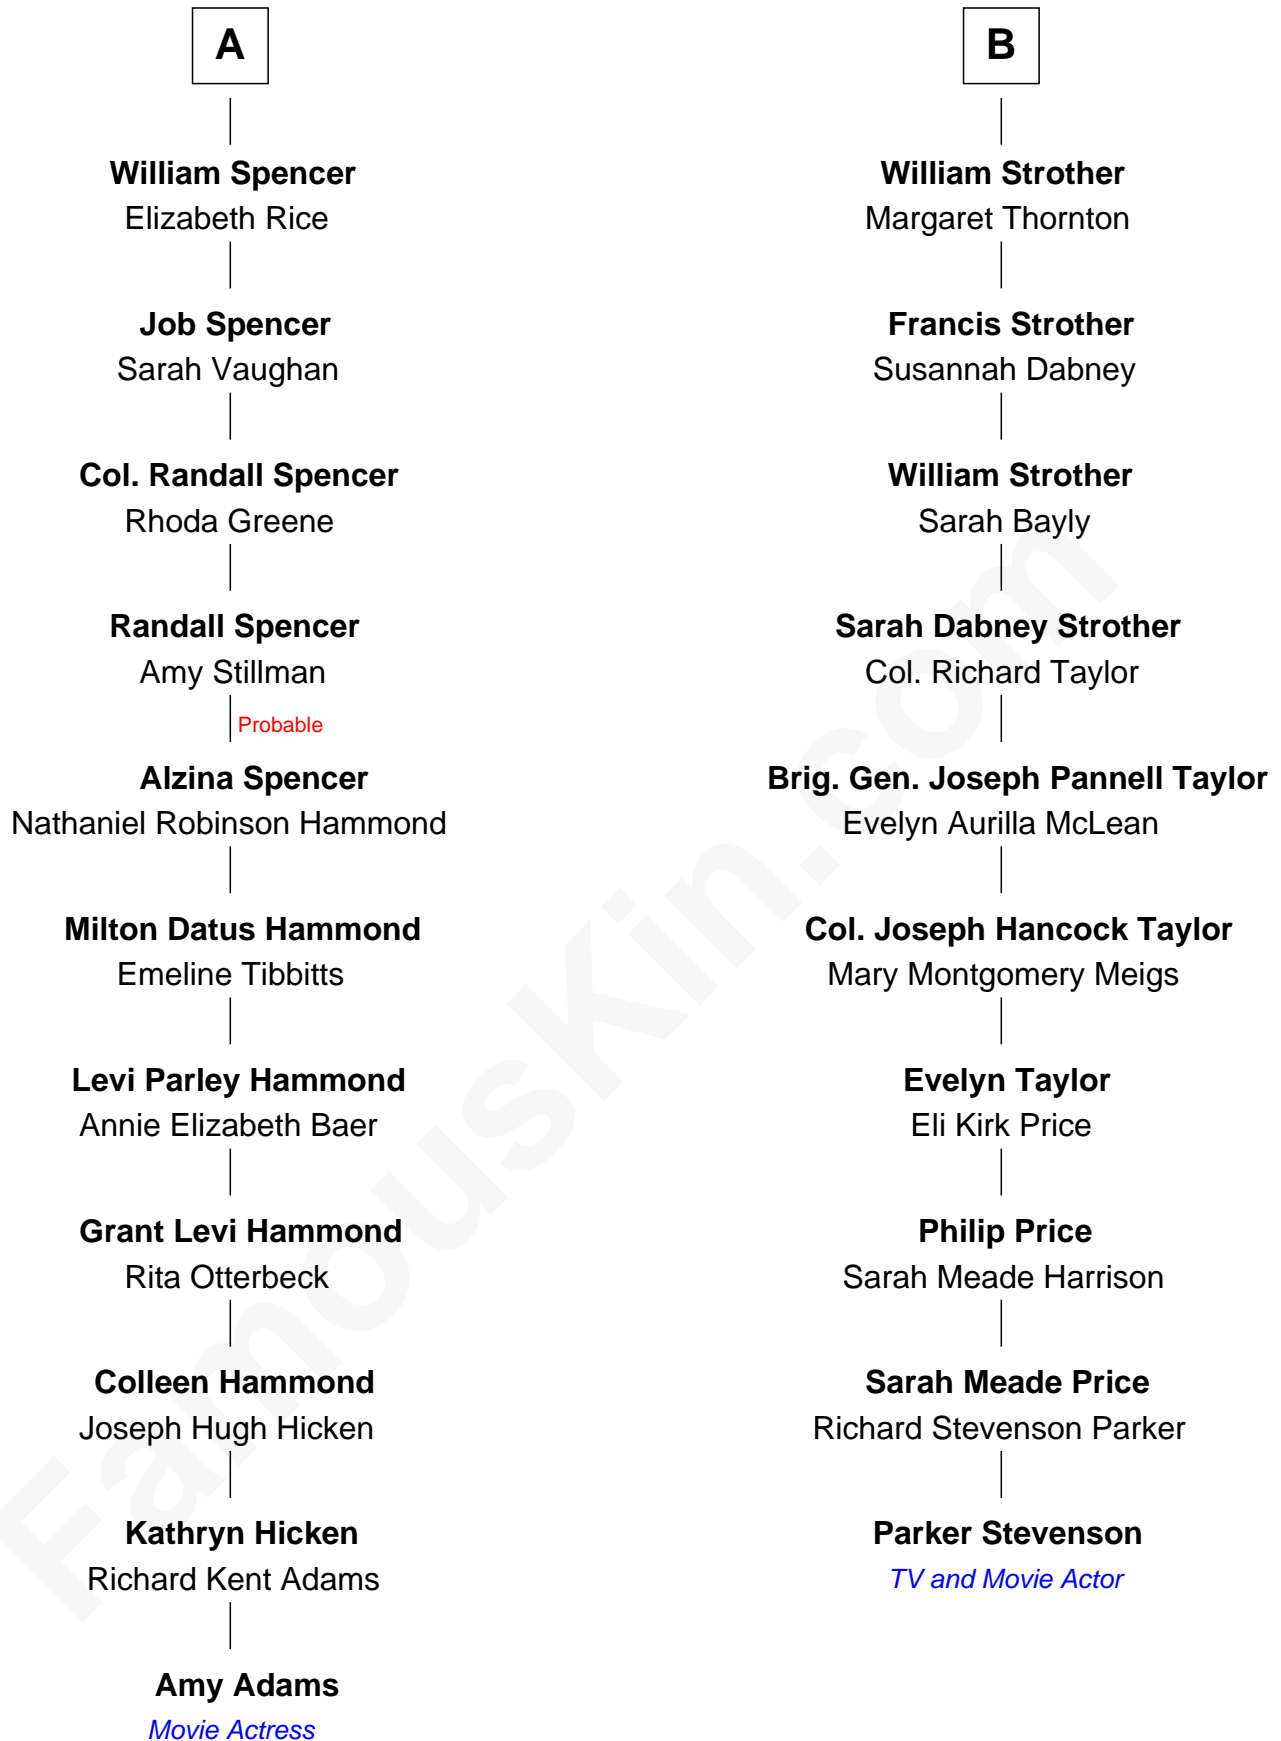 A
William Spencer
Elizabeth Rice
Job Spencer
Sarah Vaughan
Col. Randall Spencer
Rhoda Greene
Randall Spencer
Amy Stillman
Probable
Alzina Spencer
Nathaniel Robinson Hammond
Milton Datus Hammond
Emeline Tibbitts
Levi Parley Hammond
Annie Elizabeth Baer
Grant Levi Hammond
Rita Otterbeck
Colleen Hammond
Joseph Hugh Hicken
Kathryn Hicken
Richard Kent Adams
Amy Adams
Movie Actress
B
William Strother
Margaret Thornton
Francis Strother
Susannah Dabney
William Strother
Sarah Bayly
Sarah Dabney Strother
Col. Richard Taylor
Brig. Gen. Joseph Pannell Taylor
Evelyn Aurilla McLean
Col. Joseph Hancock Taylor
Mary Montgomery Meigs
Evelyn Taylor
Eli Kirk Price
Philip Price
Sarah Meade Harrison
Sarah Meade Price
Richard Stevenson Parker
Parker Stevenson
TV and Movie Actor
FamousKin.com